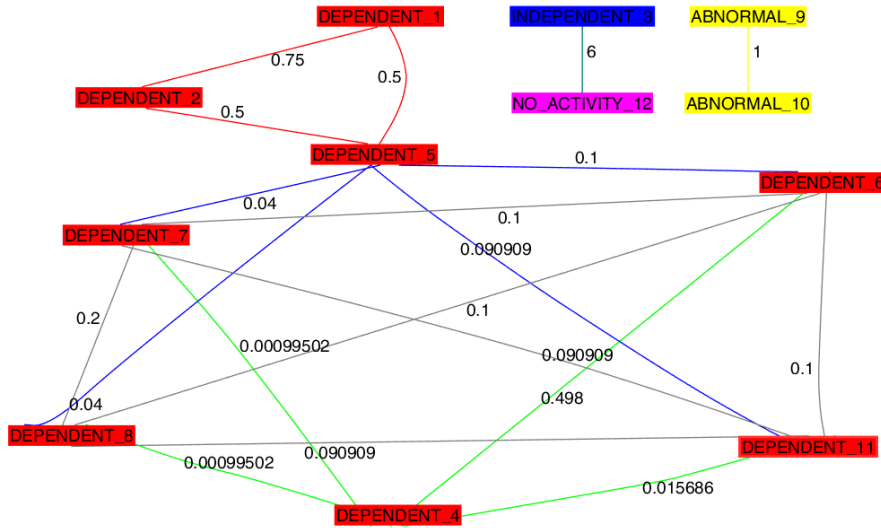 DEPENDENT_1
INDEPENDENT_3
ABNORMAL_9
0.75
6
1
0.5
DEPENDENT_2
NO_ACTIVITY_12
ABNORMAL_10
0.5
DEPENDENT_5
0.1
DEPENDENT_6
0.04
0.1
DEPENDENT_7
0.090909
0.1
0.2
0.00099502
0.090909
0.1
0.498
0.04
DEPENDENT_8
DEPENDENT_11
0.090909
0.00099502
0.015686
DEPENDENT_4